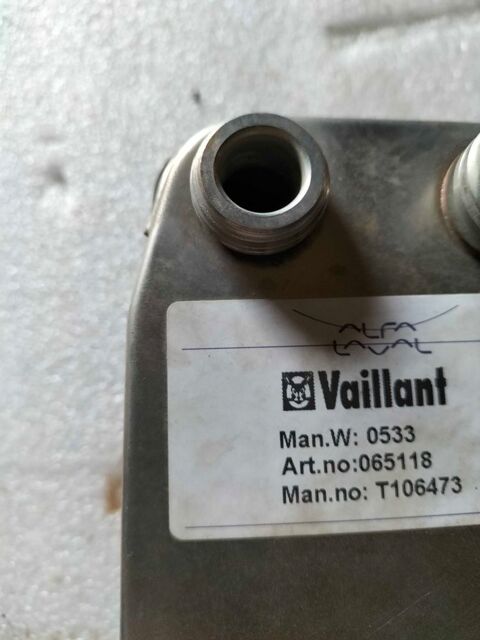 ALFA
LAVAL
Vaillant
Man.W: 0533
Art.no:065118
Man.no: T106473